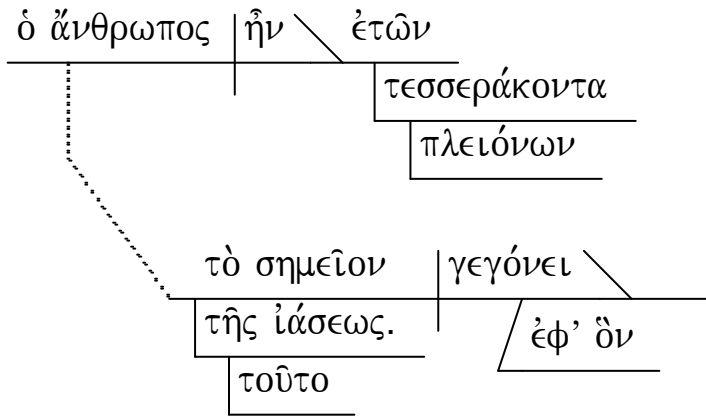 ὁ ἄνθρωπος ἦν ἐτῶν
τεσσεράκοντα
πλειόνων
τὸ σημεῖον γεγόνει
τῆς ἰάσεως. ἐφ’ ὃν
τοῦτο